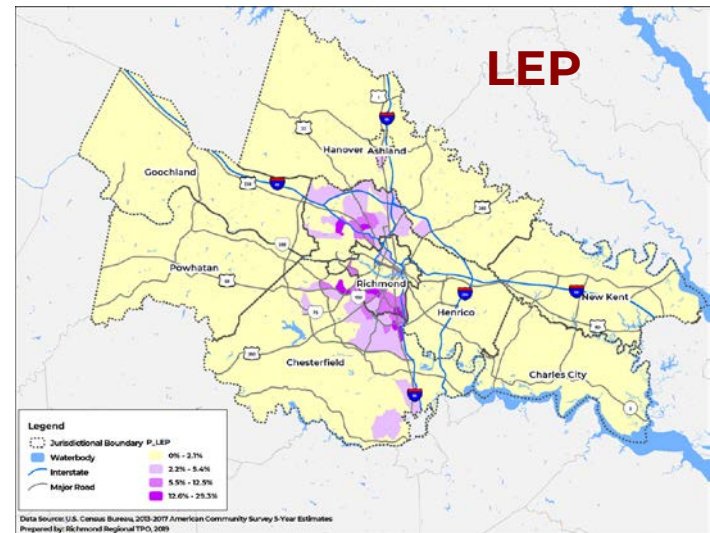 LEP
Hanover Ashland
Goochland
Powhatan
Richmond
New Kent
Henrico
Chesterfield
Charles City
Legend
Jurisdictional Boundary
Waterbody
Interstate
Major Road
P_LEP
0% - 2.1%
2.2% - 5.4%
5.5% - 12.5%
12.6% - 29.3%
Data Source: U.S. Census Bureau, 2013-2017 American Community Survey 5-Year Estimates
Prepared by: Richmond Regional TPO, 2019